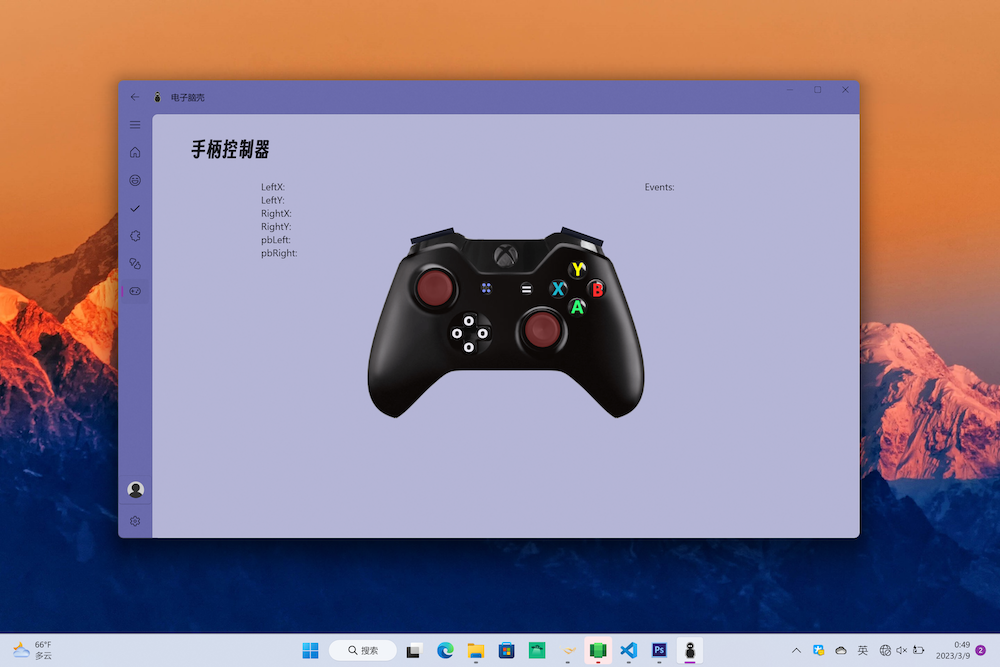 电子脑壳
手柄控制器
LeftX:
LeftY:
RightX:
RightY:
pbLeft:
pbRight:
Events:
Y
X
B
A
66°F
多云
搜索
Ps
英
0:49
2023/3/9
2